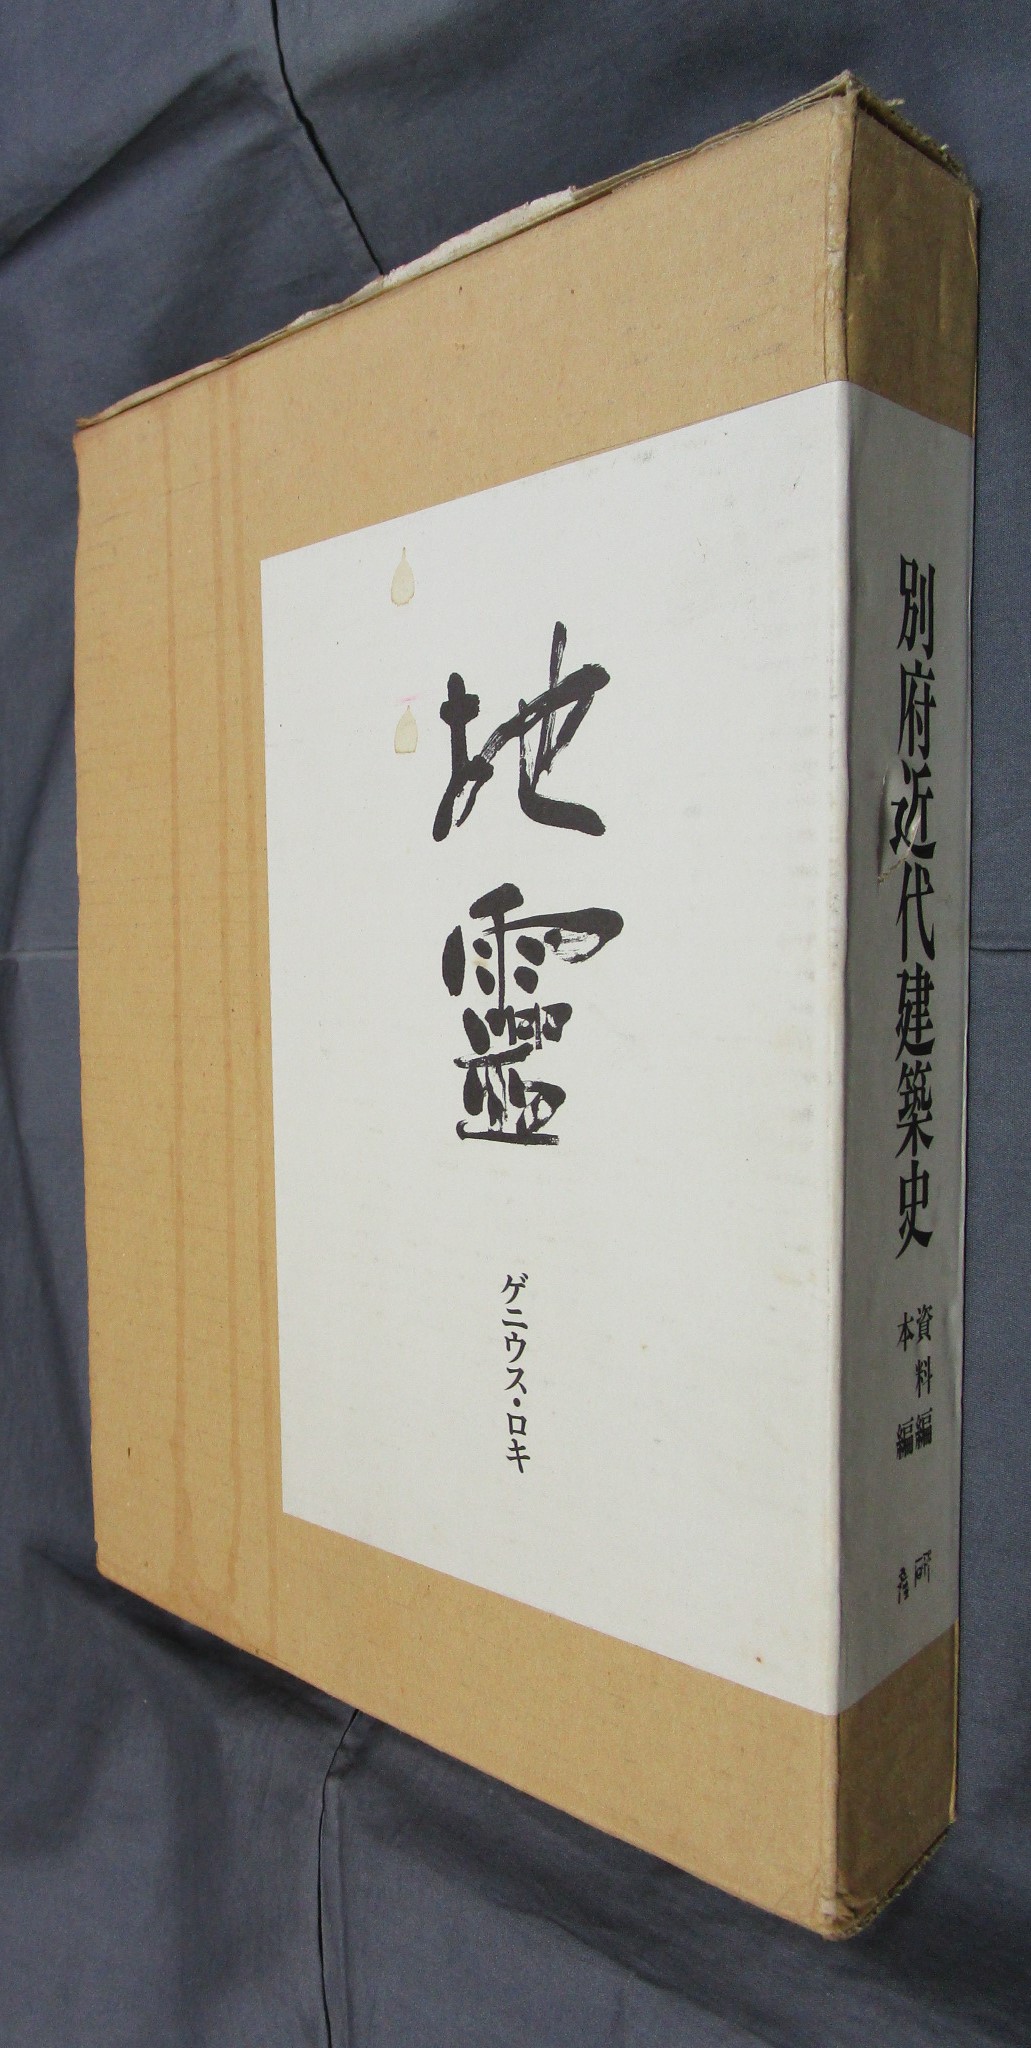 地靈
ゲニウス・ロキ
別府近代建築史
資料編
本編